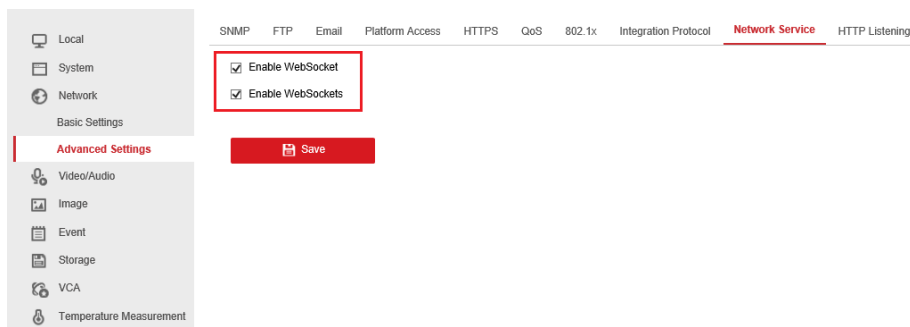 Local
System
Network
Basic Settings
Advanced Settings
Video/Audio
Image
Event
Storage
VCA
Temperature Measurement
SNMP FTP Email Platform Access HTTPS QoS 802.1x Integration Protocol Network Service HTTP Listening
Enable WebSocket
Enable WebSockets
Save